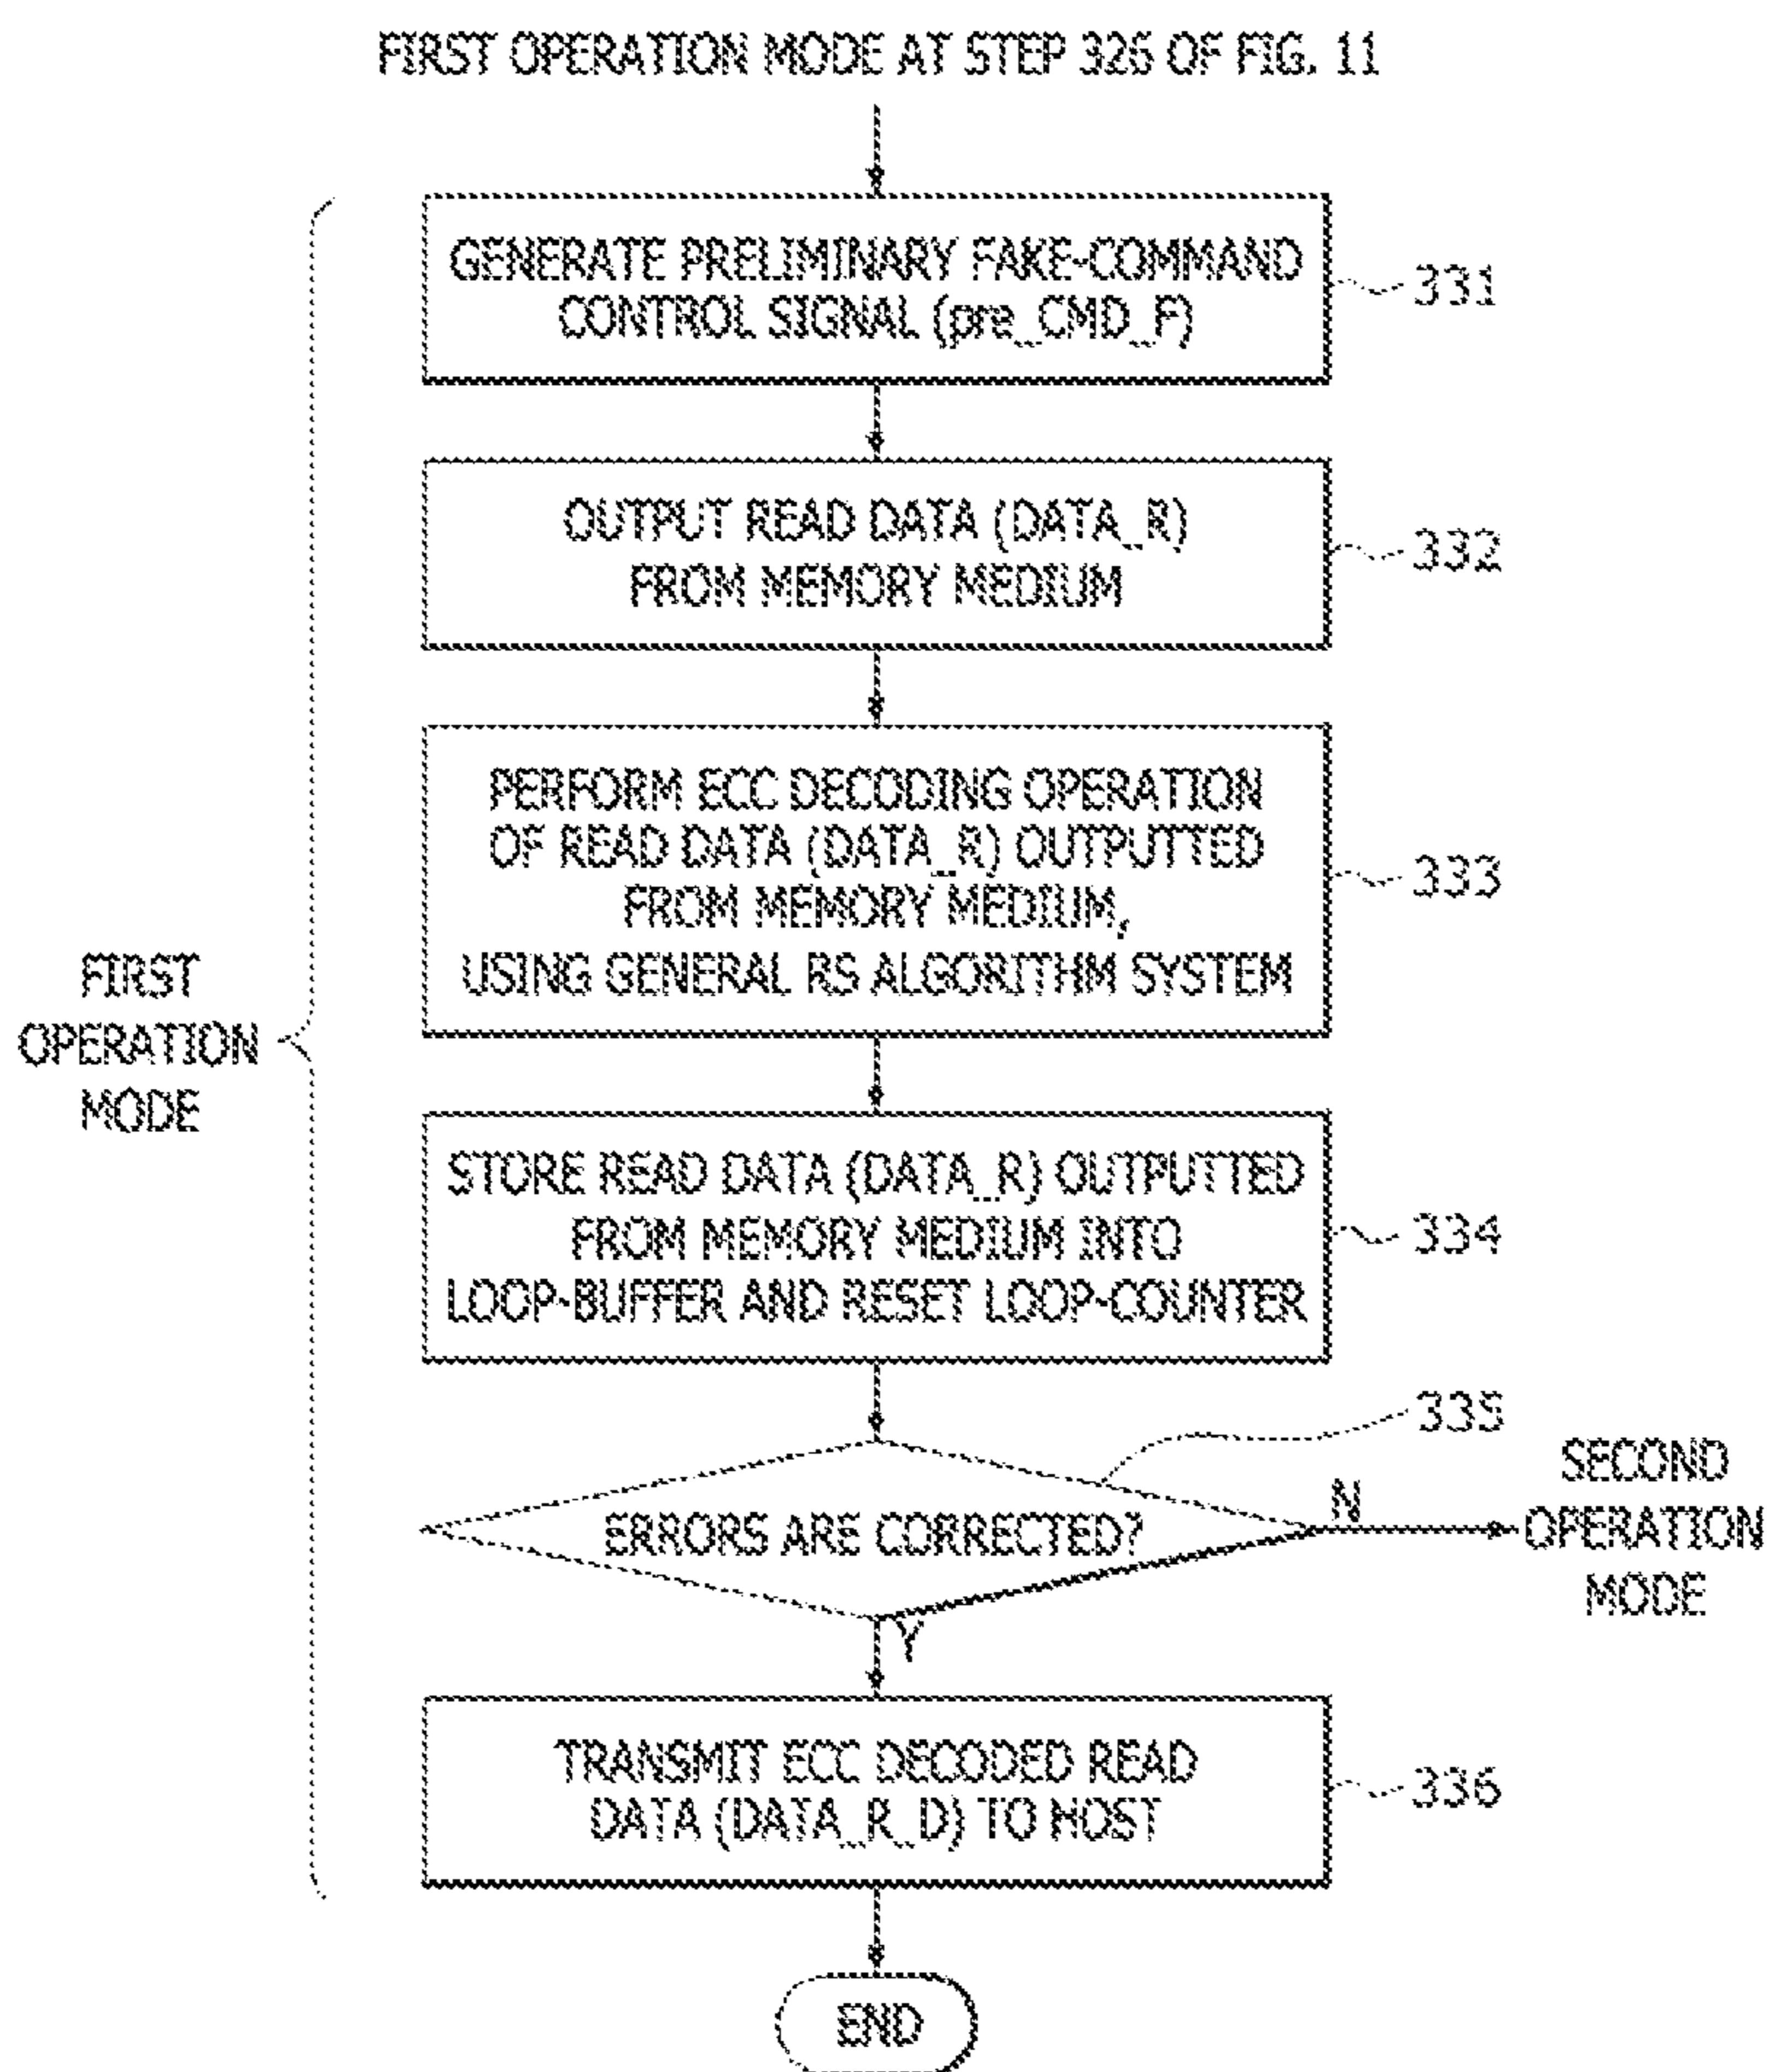 FIRST OPERATION MODE AT STEP 326 OF FIG. 11
GENERATE PRELIMINARY FAKE-COMMAND
CONTROL SIGNAL (pre_CMD_F)
331
OUTPUT READ DATA (DATA_R)
FROM MEMORY MEDIUM
332
PERFORM ECC DECODING OPERATION
OF READ DATA (DATA_R) OUTPUTTED
FROM MEMORY MEDIUM,
USING GENERAL RS ALGORITHM SYSTEM
333
FIRST
OPERATION
MODE
STORE READ DATA (DATA_R) OUTPUTTED
FROM MEMORY MEDIUM INTO
LOOP-BUFFER AND RESET LOOP-COUNTER
334
335
ERRORS ARE CORRECTED?
N
SECOND
OPERATION
MODE
Y
TRANSMIT ECC DECODED READ
DATA (DATA_R_D) TO HOST
336
END